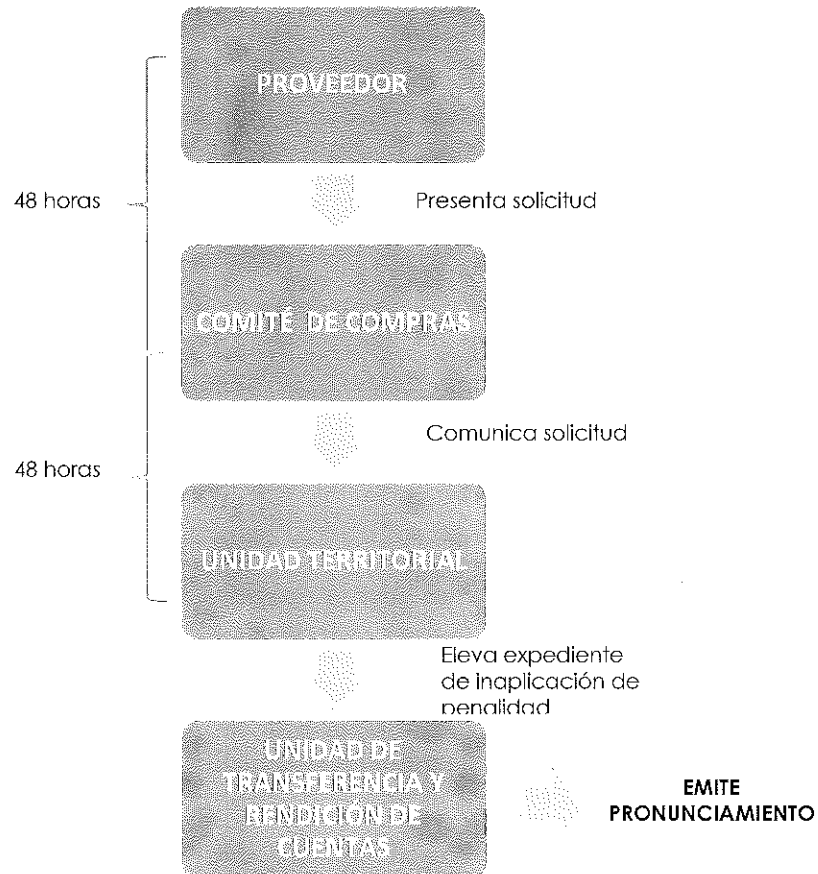 PROVEEDOR
48 horas
Presenta solicitud
COMITÉ DE COMPRAS
Comunica solicitud
48 horas
UNIDAD TERRITORIAL
Eleva expediente
de inaplicación de
penalidad
UNIDAD DE
TRANSFERENCIA Y
RENDICIÓN DE
CUENTAS
EMITE
PRONUNCIAMIENTO